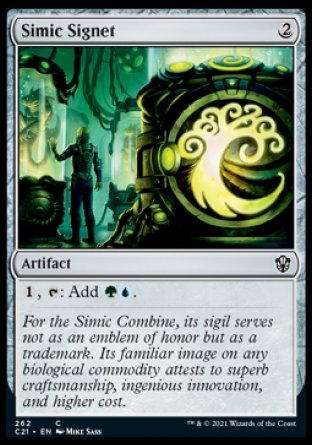 Simic Signet 2
Artifact
1, : Add .
For the Simic Combine, its sigil serves
not as an emblem of honor but as a
trademark. Its familiar image on any
biological commodity attests to superb
craftsmanship, ingenious innovation,
and higher cost.
262 C
C21 • EN Mike Sass
™ & © 2021 Wizards of the Coast